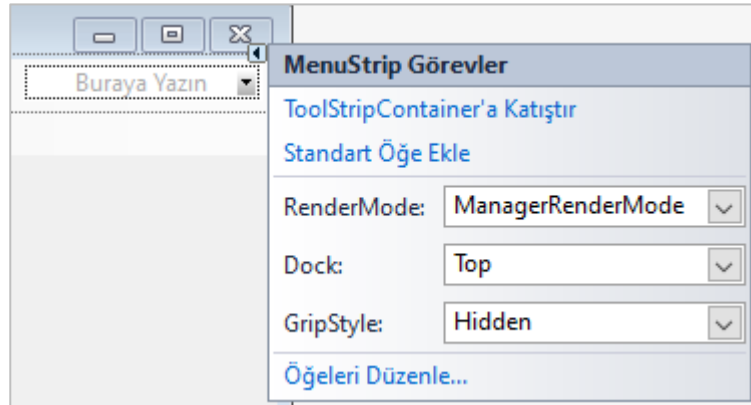 Buraya Yazın
MenuStrip Görevler
ToolStripContainer'a Katıştır
Standart Öğe Ekle
RenderMode: ManagerRenderMode
Dock: Top
GripStyle: Hidden
Öğeleri Düzenle...